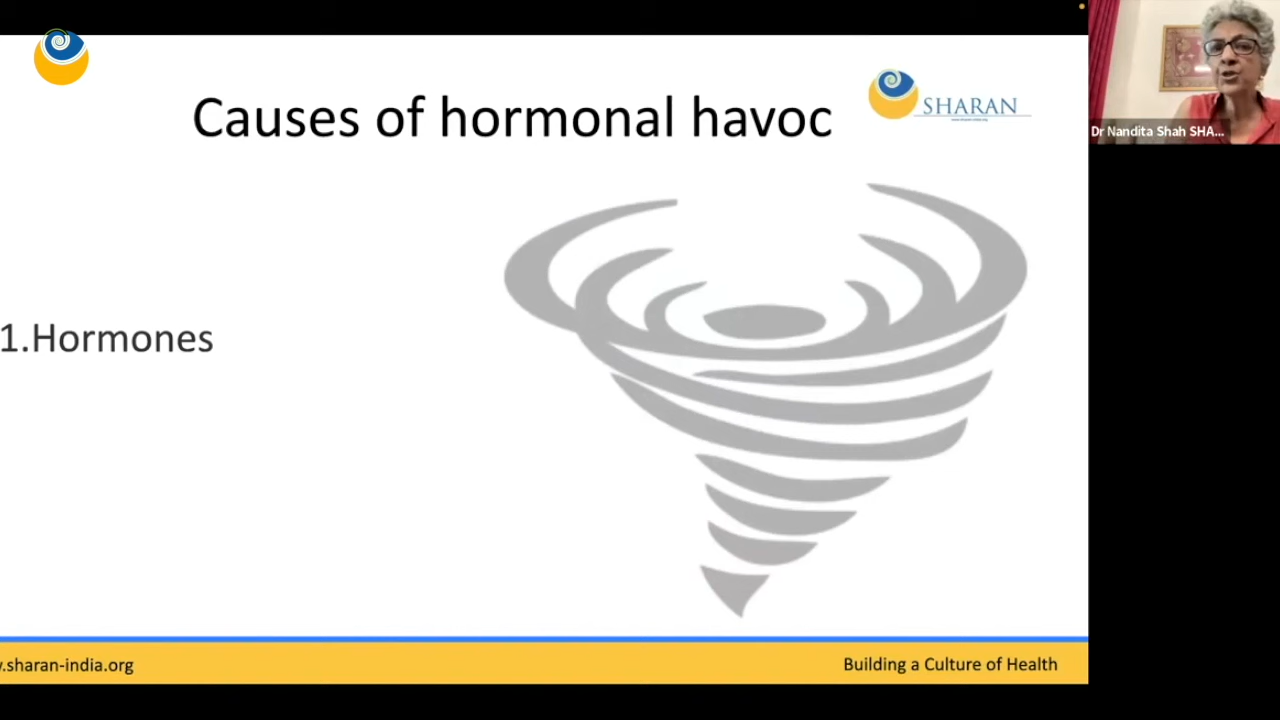 Causes of hormonal havoc
SHARAN
Dr Nandita Shah SHA...
1.Hormones
.sharan-india.org
Building a Culture of Health